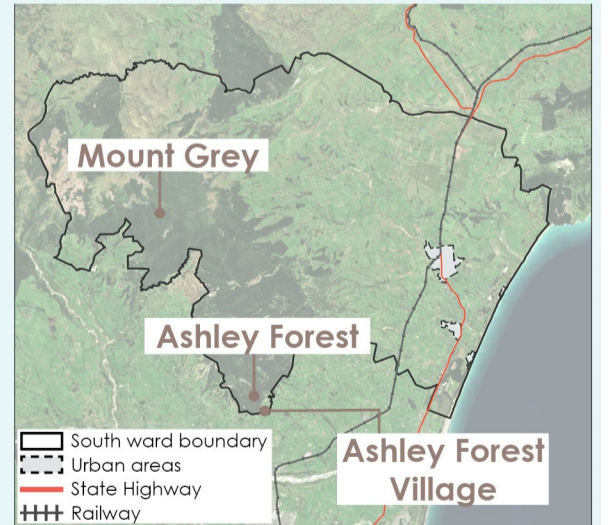 Mount Grey
Ashley Forest
Ashley Forest
Village
South ward boundary
Urban areas
State Highway
Railway